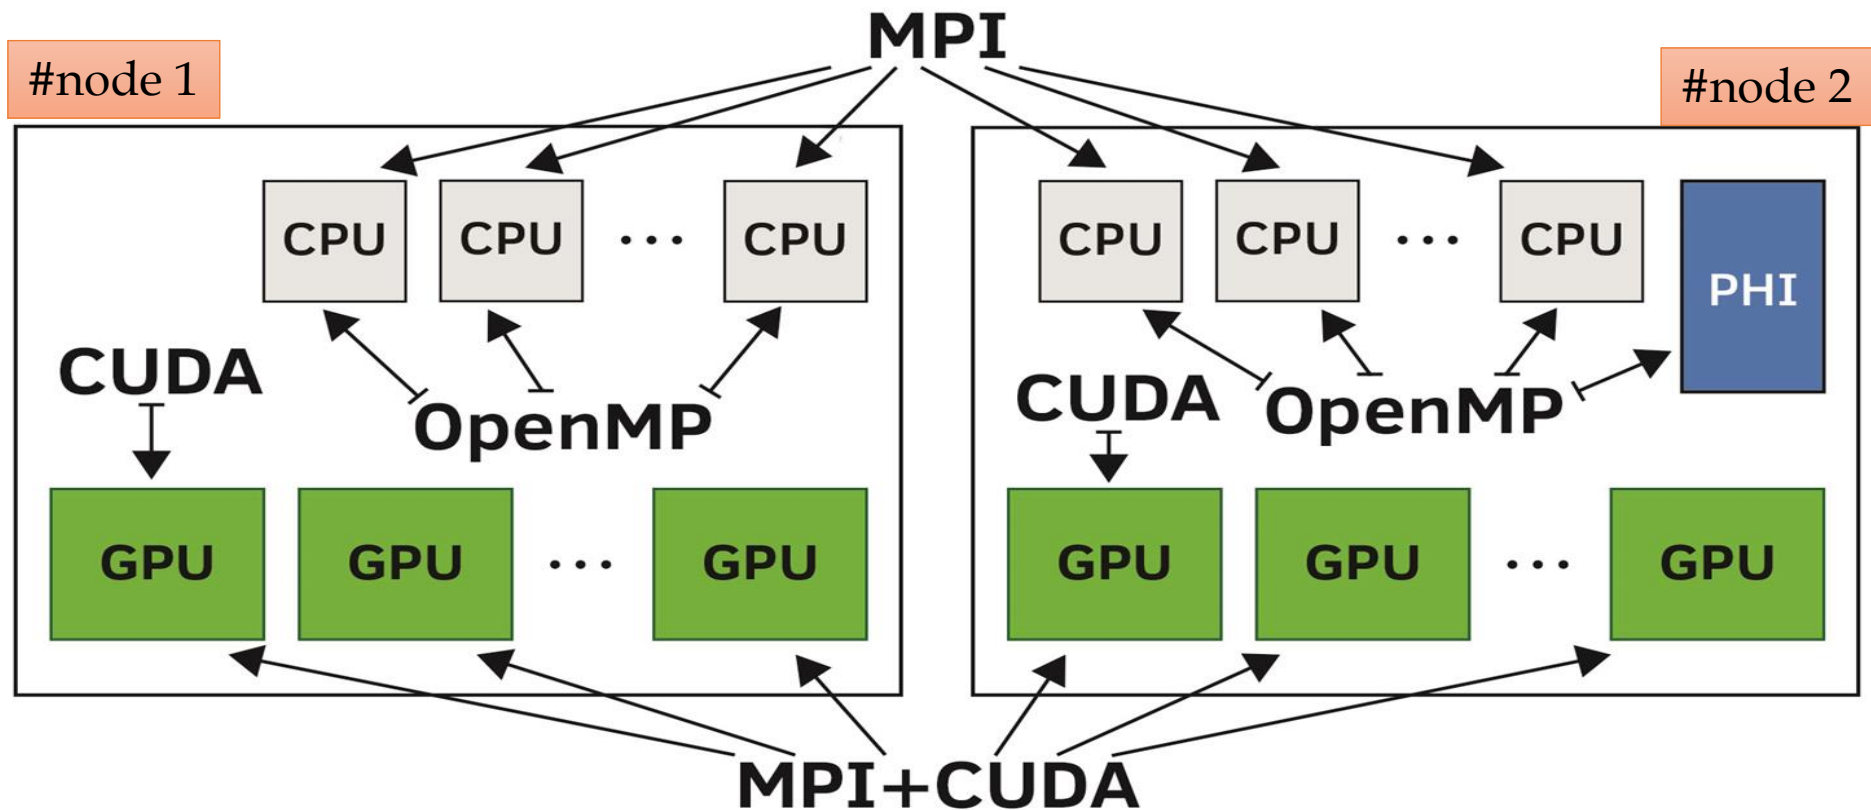 MPI
#node 1
#node 2
CPU CPU ... CPU
CPU CPU ... CPU
PHI
CUDA
OpenMP
CUDA
OpenMP
GPU GPU ... GPU
GPU GPU ... GPU
MPI+CUDA